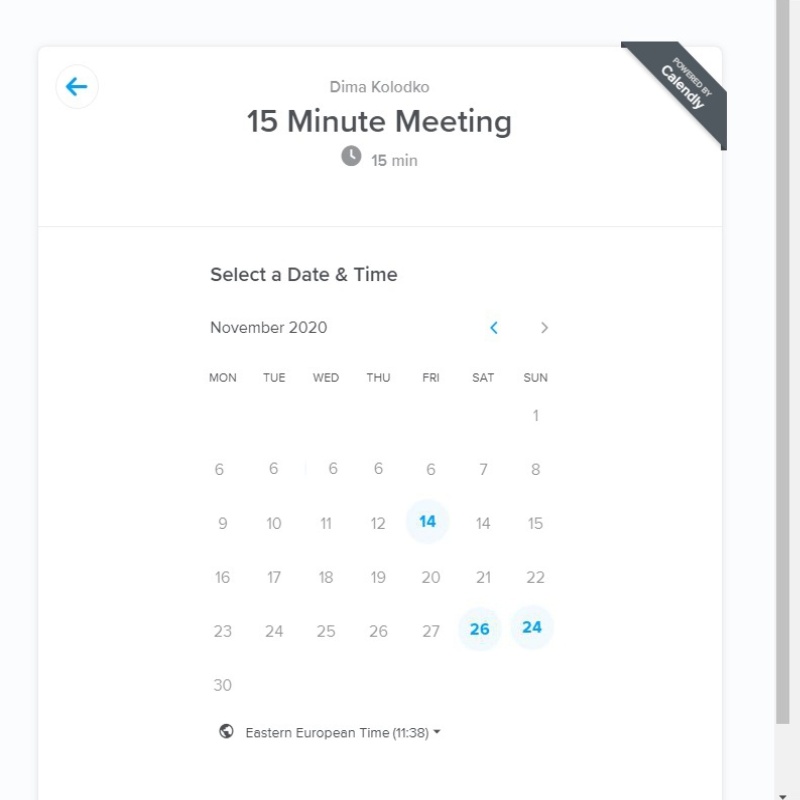 Dima Kolodko
15 Minute Meeting
15 min
POWERED BY
Calendly
Select a Date & Time
November 2020
MON TUE WED THU FRI SAT SUN
1
6 6 6 6 6 7 8
9 10 11 12 14 14 15
16 17 18 19 20 21 22
23 24 25 26 27 26 24
30
Eastern European Time (11:38)